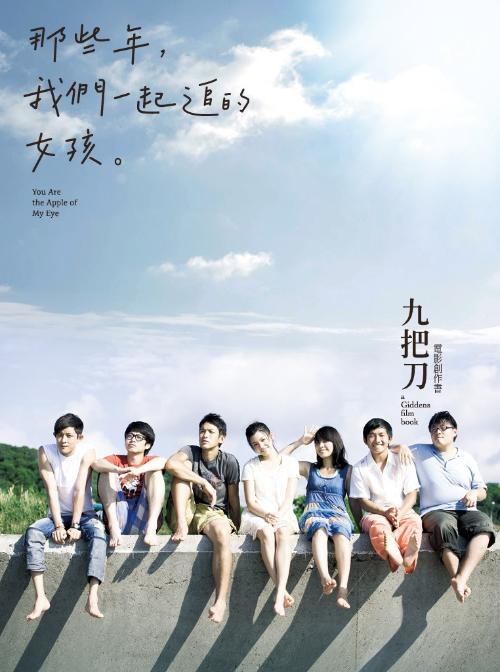 那些年，
我們一起追的
女孩。
You Are
the Apple of
My Eye
九把刀
電影創作書
a
Giddens
film
book